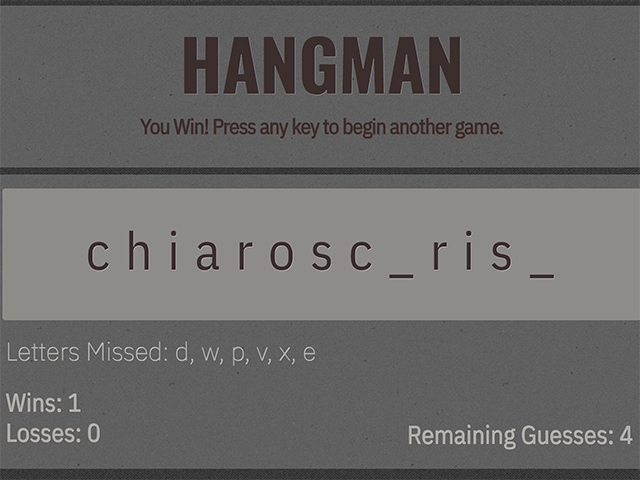 HANGMAN
You Win! Press any key to begin another game.
c h i a r o s c _ r i s _
Letters Missed: d, w, p, v, x, e
Wins: 1
Losses: 0
Remaining Guesses: 4